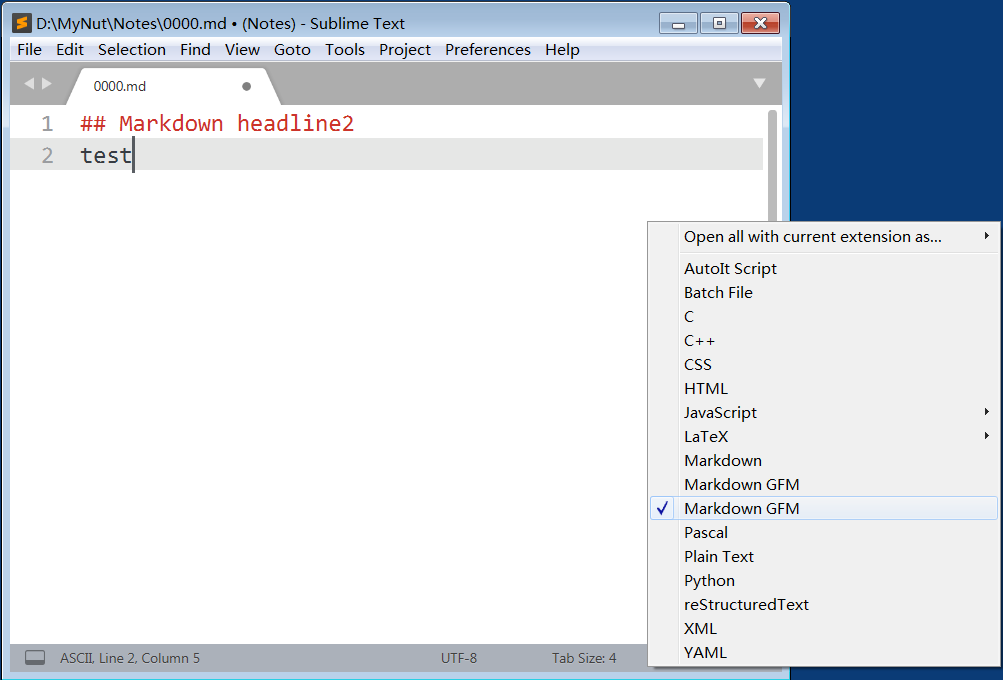 D:\MyNut\Notes\0000.md • (Notes) - Sublime Text
File Edit Selection Find View Goto Tools Project Preferences Help
0000.md
1 ## Markdown headline2
2 test
Open all with current extension as...
AutoIt Script
Batch File
C
C++
CSS
HTML
JavaScript
LaTeX
Markdown
Markdown GFM
Markdown GFM
Pascal
Plain Text
Python
reStructuredText
XML
YAML
ASCII, Line 2, Column 5 UTF-8 Tab Size: 4